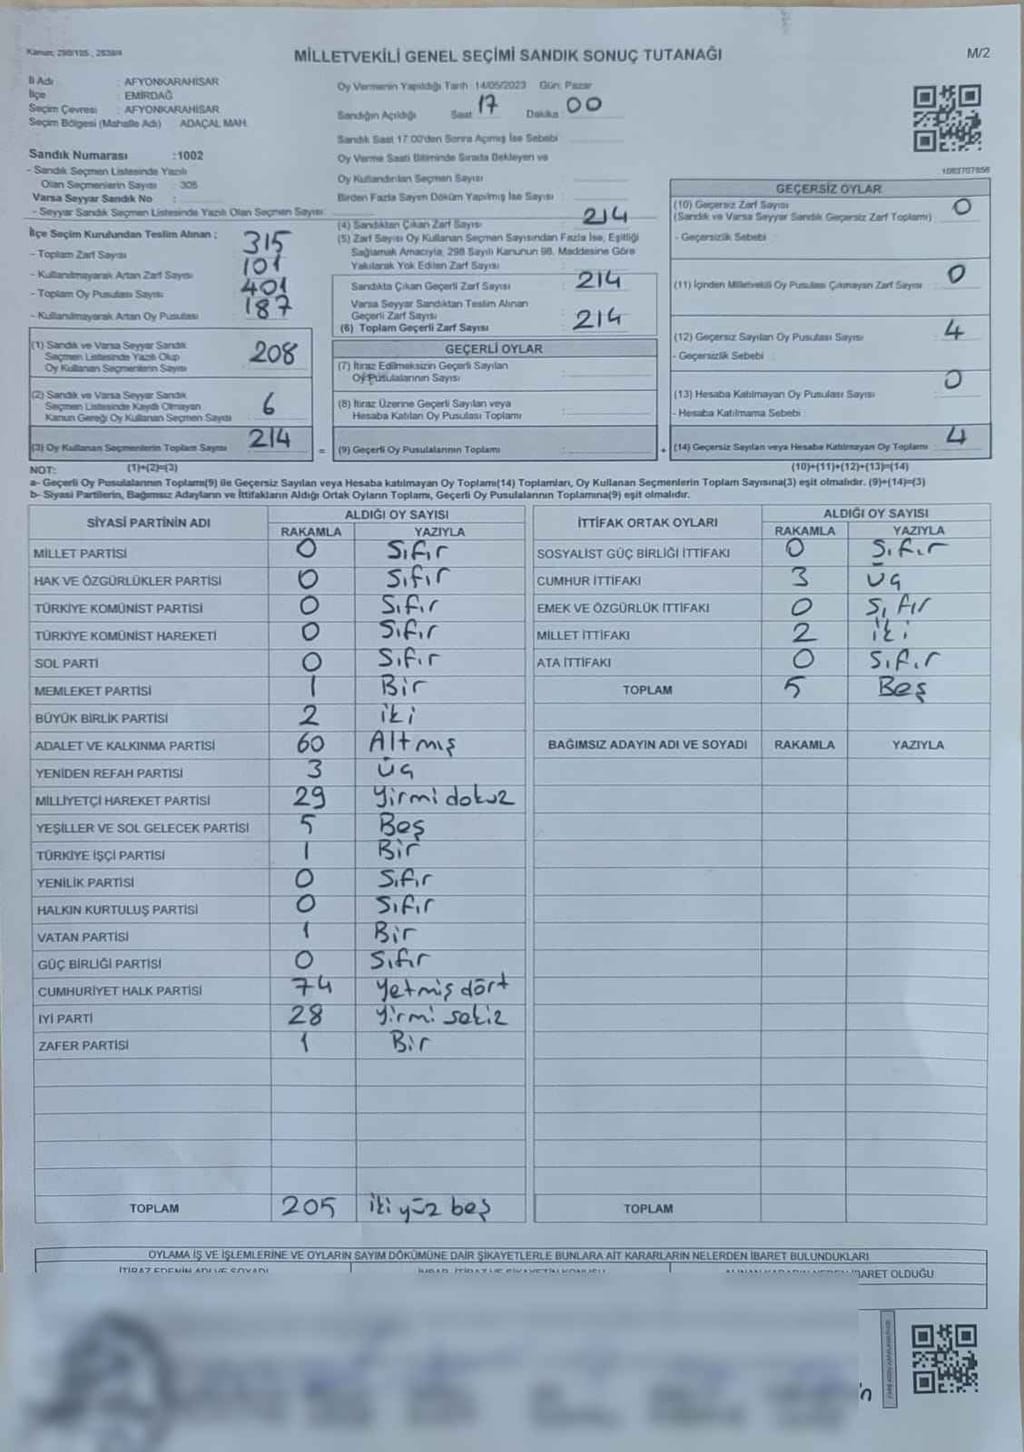 Kanun: 298/105 , 2839/4
MİLLETVEKİLİ GENEL SEÇİMİ SANDIK SONUÇ TUTANAĞI
M/2
İl Adı : AFYONKARAHİSAR
İlçe : EMİRDAĞ
Seçim Çevresi : AFYONKARAHİSAR
Seçim Bölgesi (Mahalle Adı) ADAÇAL MAH.
Oy Vermenin Yapıldığı Tarih :14/05/2023 Gün: Pazar
Sandığın Açıldığı Saat 17 Dakika 00
Sandık Saat 17:00'den Sonra Açılmış İse Sebebi
Oy Verme Saati Bitiminde Sırada Bekleyen ve
Oy Kullandırılan Seçmen Sayısı
Birden Fazla Sayım Döküm Yapılmış İse Sayısı
Sandık Numarası :1002
- Sandık Seçmen Listesinde Yazılı
Olan Seçmenlerin Sayısı : 305
Varsa Seyyar Sandık No :
- Seyyar Sandık Seçmen Listesinde Yazılı Olan Seçmen Sayısı:
İlçe Seçim Kurulundan Teslim Alınan ;
- Toplam Zarf Sayısı 315
- Kullanılmayarak Artan Zarf Sayısı 101
- Toplam Oy Pusulası Sayısı 401
- Kullanılmayarak Artan Oy Pusulası 187
(1) Sandık ve Varsa Seyyar Sandık
Seçmen Listesinde Yazılı Olup
Oy Kullanan Seçmenlerin Sayısı 208
(2) Sandık ve Varsa Seyyar Sandık
Seçmen Listesinde Kaydı Olmayan
Kanun Gereği Oy Kullanan Seçmen Sayısı 6
(3) Oy Kullanan Seçmenlerin Toplam Sayısı 214
(4) Sandıktan Çıkan Zarf Sayısı 214
(5) Zarf Sayısı Oy Kullanan Seçmen Sayısından Fazla İse, Eşitliği
Sağlamak Amacıyla, 298 Sayılı Kanunun 98. Maddesine Göre
Yakılarak Yok Edilen Zarf Sayısı
Sandıkta Çıkan Geçerli Zarf Sayısı 214
Varsa Seyyar Sandıktan Teslim Alınan
Geçerli Zarf Sayısı
(6) Toplam Geçerli Zarf Sayısı 214
GEÇERLİ OYLAR
(7) İtiraz Edilmeksizin Geçerli Sayılan
Oy Pusulalarının Sayısı
(8) İtiraz Üzerine Geçerli Sayılan veya
Hesaba Katılan Oy Pusulası Toplamı
= (9) Geçerli Oy Pusulalarının Toplamı
1083707856
GEÇERSİZ OYLAR
(10) Geçersiz Zarf Sayısı 0
(Sandık ve Varsa Seyyar Sandık Geçersiz Zarf Toplamı)
- Geçersizlik Sebebi
(11) İçinden Milletvekili Oy Pusulası Çıkmayan Zarf Sayısı 0
(12) Geçersiz Sayılan Oy Pusulası Sayısı 4
- Geçersizlik Sebebi :
(13) Hesaba Katılmayan Oy Pusulası Sayısı 0
- Hesaba Katılmama Sebebi :
+ (14) Geçersiz Sayılan veya Hesaba Katılmayan Oy Toplamı 4
NOT: (1)+(2)=(3) (10)+(11)+(12)+(13)=(14)
a- Geçerli Oy Pusulalarının Toplamı(9) ile Geçersiz Sayılan veya Hesaba katılmayan Oy Toplam(14) Toplamları, Oy Kullanan Seçmenlerin Toplam Sayısına(3) eşit olmalıdır. (9)+(14)=(3)
b- Siyasi Partilerin, Bağımsız Adayların ve İttifakların Aldığı Ortak Oyların Toplamı, Geçerli Oy Pusulalarının Toplamına(9) eşit olmalıdır.
SİYASİ PARTİNİN ADI ALDIĞI OY SAYISI
RAKAMLA YAZIYLA
MİLLET PARTİSİ 0 Sıfır
HAK VE ÖZGÜRLÜKLER PARTİSİ 0 Sıfır
TÜRKİYE KOMÜNİST PARTİSİ 0 Sıfır
TÜRKİYE KOMÜNİST HAREKETİ 0 Sıfır
SOL PARTİ 0 Sıfır
MEMLEKET PARTİSİ 1 Bir
BÜYÜK BİRLİK PARTİSİ 2 iki
ADALET VE KALKINMA PARTİSİ 60 Altmış
YENİDEN REFAH PARTİSİ 3 üç
MİLLİYETÇİ HAREKET PARTİSİ 29 yirmi dokuz
YEŞİLLER VE SOL GELECEK PARTİSİ 5 Beş
TÜRKİYE İŞÇİ PARTİSİ 1 Bir
YENİLİK PARTİSİ 0 Sıfır
HALKIN KURTULUŞ PARTİSİ 0 Sıfır
VATAN PARTİSİ 1 Bir
GÜÇ BİRLİĞİ PARTİSİ 0 Sıfır
CUMHURİYET HALK PARTİSİ 74 yetmiş dört
İYİ PARTİ 28 yirmi sekiz
ZAFER PARTİSİ 1 Bir
TOPLAM 205 iki yüz beş
İTTİFAK ORTAK OYLARI ALDIĞI OY SAYISI
RAKAMLA YAZIYLA
SOSYALİST GÜÇ BİRLİĞİ İTTİFAKI 0 Sıfır
CUMHUR İTTİFAKI 3 üç
EMEK VE ÖZGÜRLÜK İTTİFAKI 0 Sıfır
MİLLET İTTİFAKI 2 iki
ATA İTTİFAKI 0 Sıfır
TOPLAM 5 Beş
BAĞIMSIZ ADAYIN ADI VE SOYADI RAKAMLA YAZIYLA
TOPLAM
OYLAMA İŞ VE İŞLEMLERİNE VE OYLARIN SAYIM DÖKÜMÜNE DAİR ŞİKAYETLERLE BUNLARA AİT KARARLARIN NELERDEN İBARET BULUNDUKLARI
İTİRAZ EDENİN ADI VE SOYADI OLDUĞU